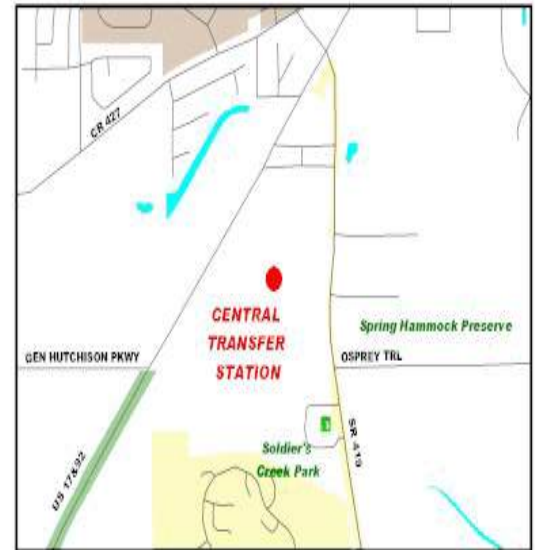 CR 427
CENTRAL
TRANSFER
STATION
Spring Hammock Preserve
GEN HUTCHISON PKWY
OSPREY TRL
SR 419
Soldier's
Creek Park
US 17&92